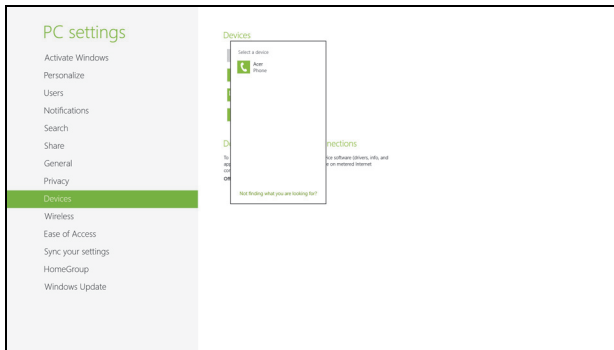 PC settings
Activate Windows
Personalize
Users
Notifications
Search
Share
General
Privacy
Devices
Wireless
Ease of Access
Sync your settings
HomeGroup
Windows Update
Devices
Select a device
Acer
Phone
Not finding what you are looking for?
nections
ice software (drivers, info, and
e on metered Internet